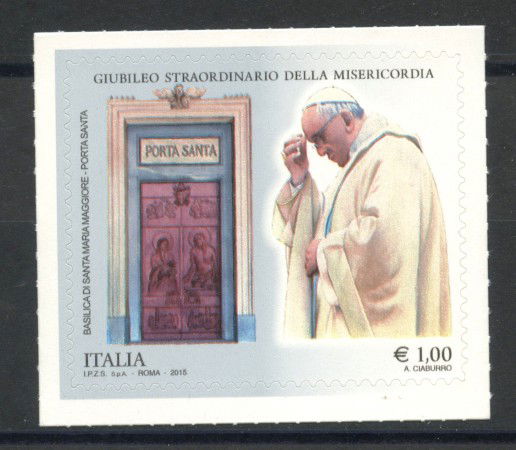 GIUBILEO STRAORDINARIO DELLA MISERICORDIA
BASILICA DI SANTA MARIA MAGGIORE - PORTA SANTA
PORTA SANTA
ITALIA
I.P.Z.S. S.p.A. - ROMA - 2015
€ 1,00
A. CIABURRO